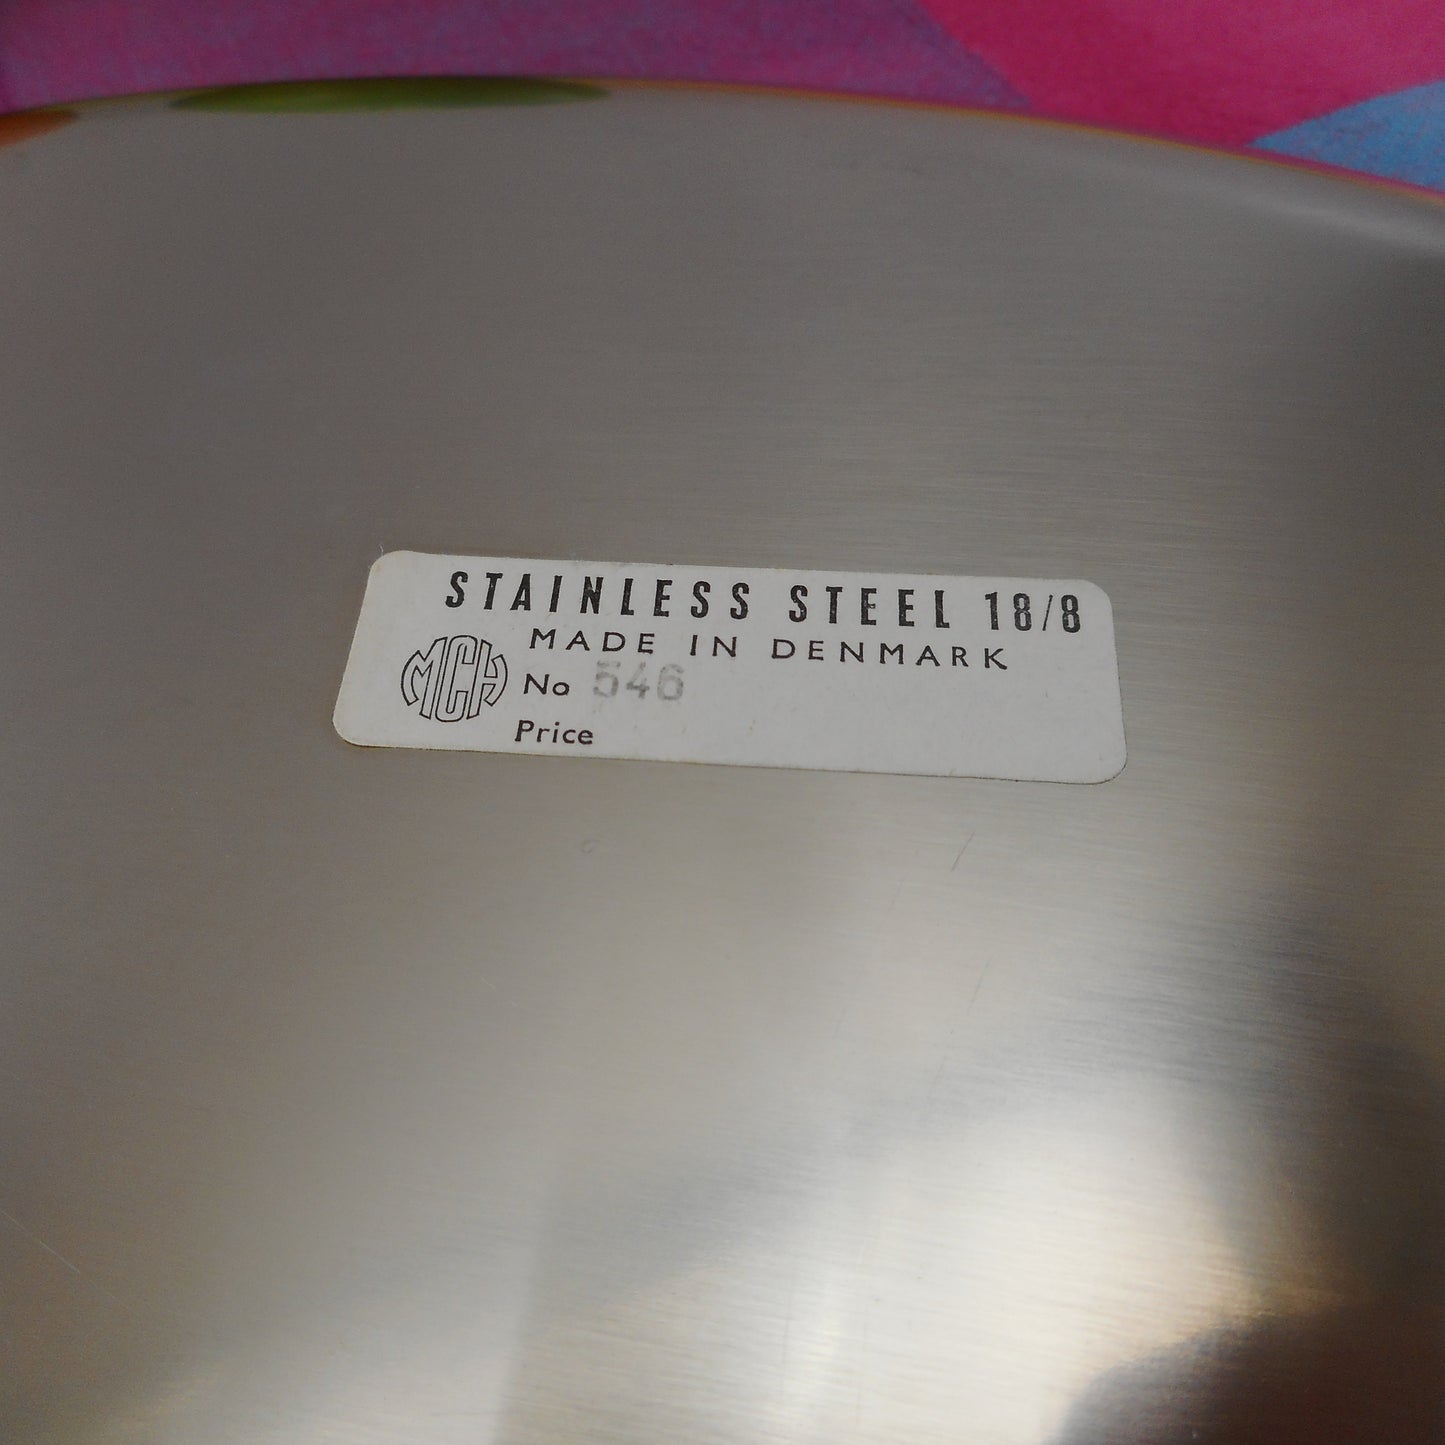 STAINLESS STEEL 18/8
MADE IN DENMARK
MCH
No 546
Price